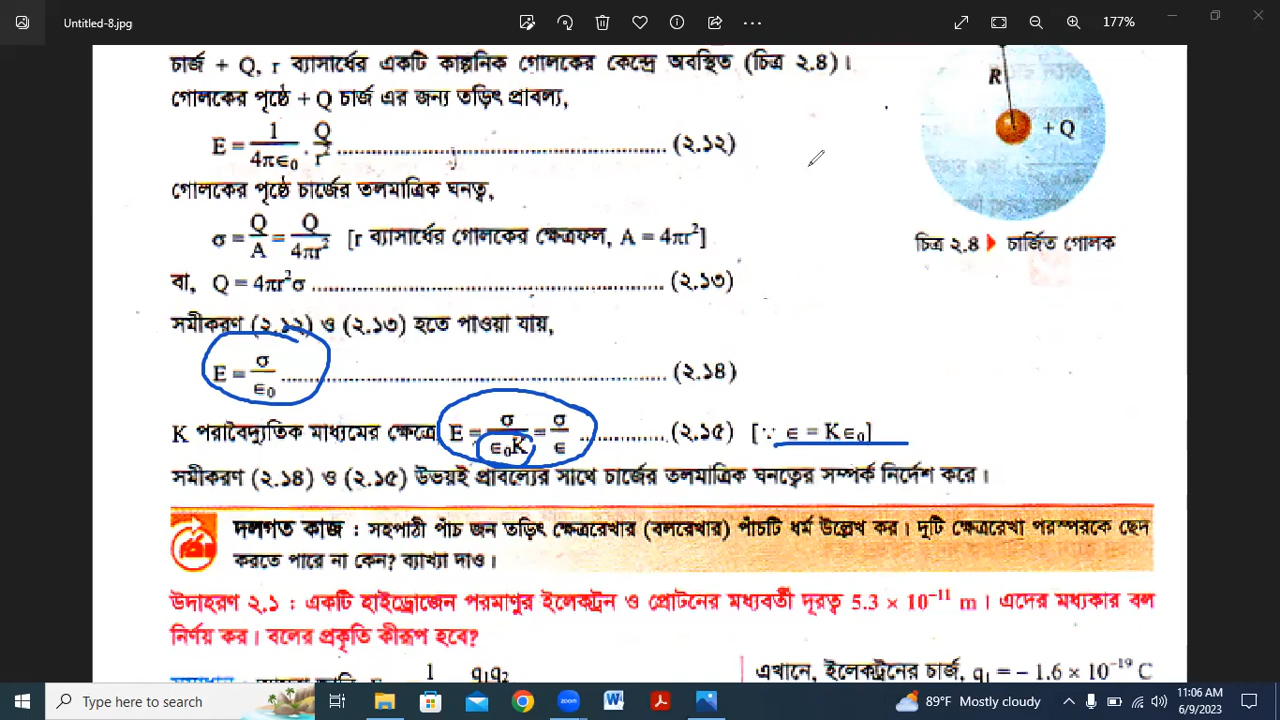 Untitled-8.jpg
177%
চার্জ + Q, r ব্যাসার্ধের একটি কাল্পনিক গোলকের কেন্দ্রে অবস্থিত (চিত্র ২.৪)।
গোলকের পৃষ্ঠে + Q চার্জ এর জন্য তড়িৎ প্রাবল্য,
E = 1/4πϵ₀ . Q/r² .......... (২.১২)
গোলকের পৃষ্ঠে চার্জের তলমাত্রিক ঘনত্ব,
σ = Q/A = Q/4πr² [r ব্যাসার্ধের গোলকের ক্ষেত্রফল, A = 4πr²]
বা, Q = 4πr²σ .......... (২.১৩)
সমীকরণ (২.১২) ও (২.১৩) হতে পাওয়া যায়,
E = σ/ϵ₀ .......... (২.১৪)
K পরাবৈদ্যুতিক মাধ্যমের ক্ষেত্রে, E = σ/ϵ₀K = σ/ϵ .......... (২.১৫) [∵ ϵ = Kϵ₀]
সমীকরণ (২.১৪) ও (২.১৫) উভয়ই প্রাবল্যের সাথে চার্জের তলমাত্রিক ঘনত্বের সম্পর্ক নির্দেশ করে।
R
+ Q
চিত্র ২.৪ চার্জিত গোলক
দলগত কাজ : সহপাঠী পাঁচ জন তড়িৎ ক্ষেত্ররেখার (বলরেখার) পাঁচটি ধর্ম উল্লেখ কর। দুটি ক্ষেত্ররেখা পরস্পরকে ছেদ
করতে পারে না কেন? ব্যাখ্যা দাও।
উদাহরণ ২.১ : একটি হাইড্রোজেন পরমাণুর ইলেকট্রন ও প্রোটনের মধ্যবর্তী দূরত্ব 5.3 × 10⁻¹¹ m। এদের মধ্যকার বল
নির্ণয় কর। বলের প্রকৃতি কীরূপ হবে?
1 q₁q₂
এখানে, ইলেকট্রনের চার্জ, q₁ = – 1.6 × 10⁻¹⁹ C
Type here to search
zoom
89°F Mostly cloudy
11:06 AM
6/9/2023